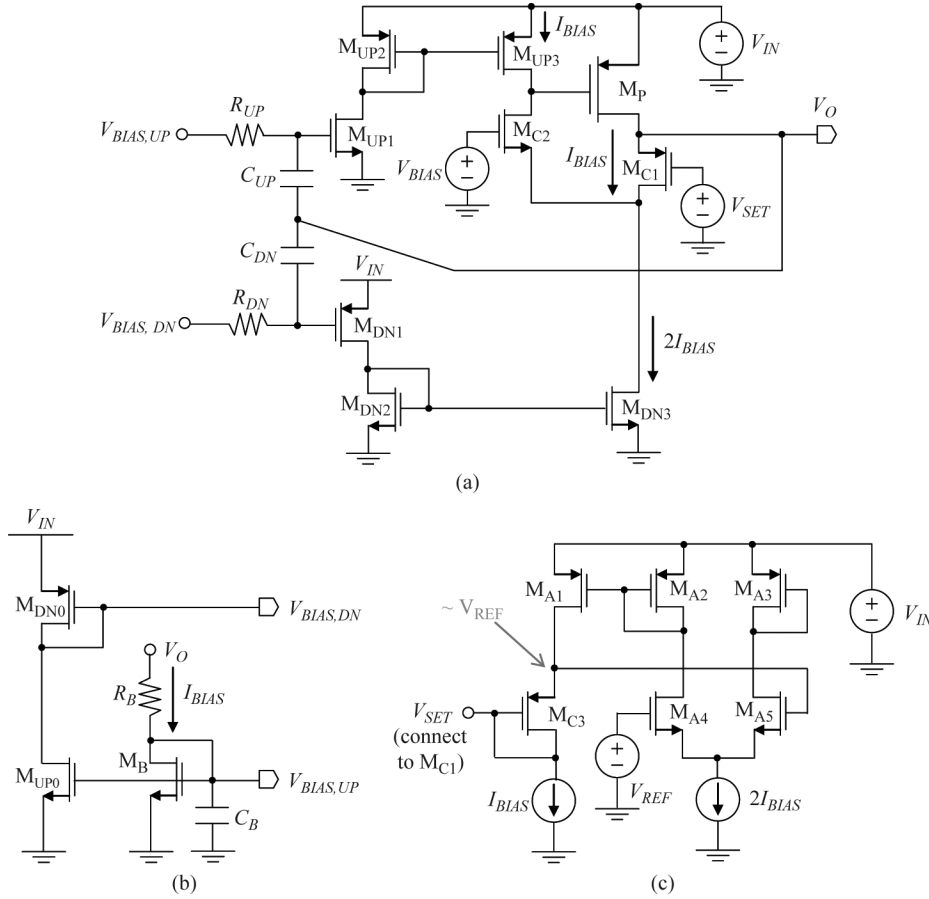 I_BIAS
M_UP2
M_UP3
V_IN
M_P
R_UP
V_BIAS,UP
M_UP1
V_O
M_C2
C_UP
V_BIAS
I_BIAS
M_C1
V_SET
C_DN
V_IN
R_DN
V_BIAS, DN
M_DN1
2I_BIAS
M_DN2
M_DN3
(a)
V_IN
M_DN0
V_BIAS,DN
V_O
R_B
I_BIAS
M_B
M_UP0
V_BIAS,UP
C_B
(b)
M_A1
M_A2
M_A3
~ V_REF
V_IN
V_SET
(connect
to M_C1)
M_C3
M_A4
M_A5
I_BIAS
V_REF
2I_BIAS
(c)